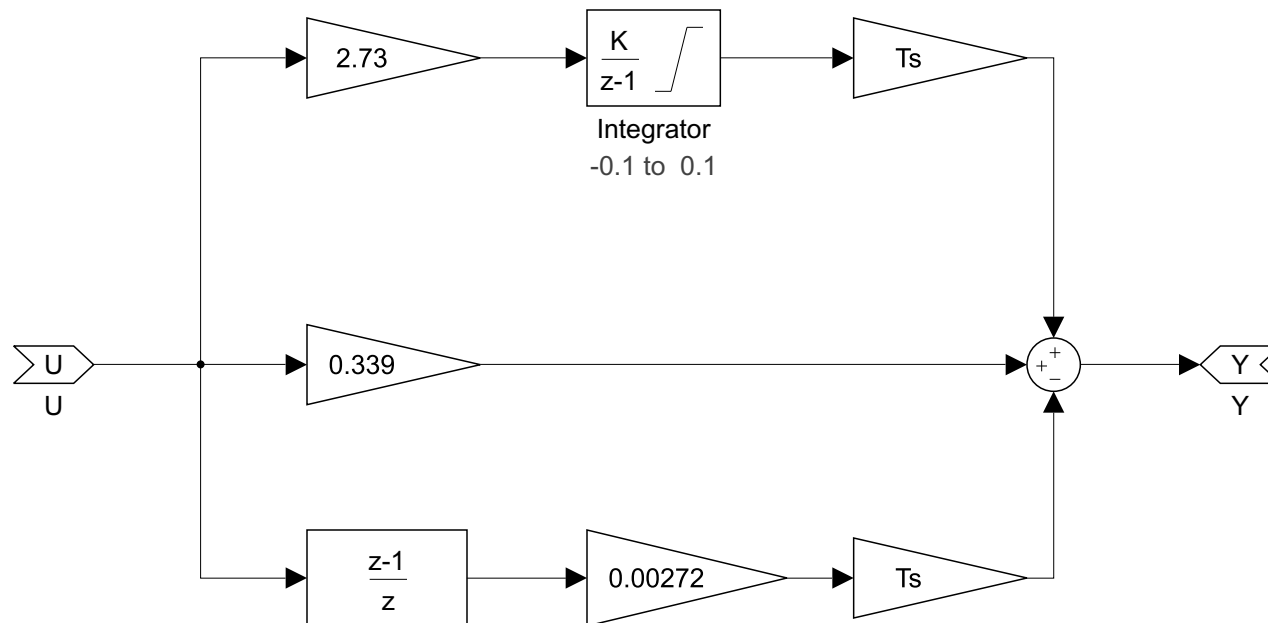 2.73
K
z-1
Ts
Integrator
-0.1 to 0.1
U
U
0.339
+
+
−
Y
Y
z-1
z
0.00272
Ts